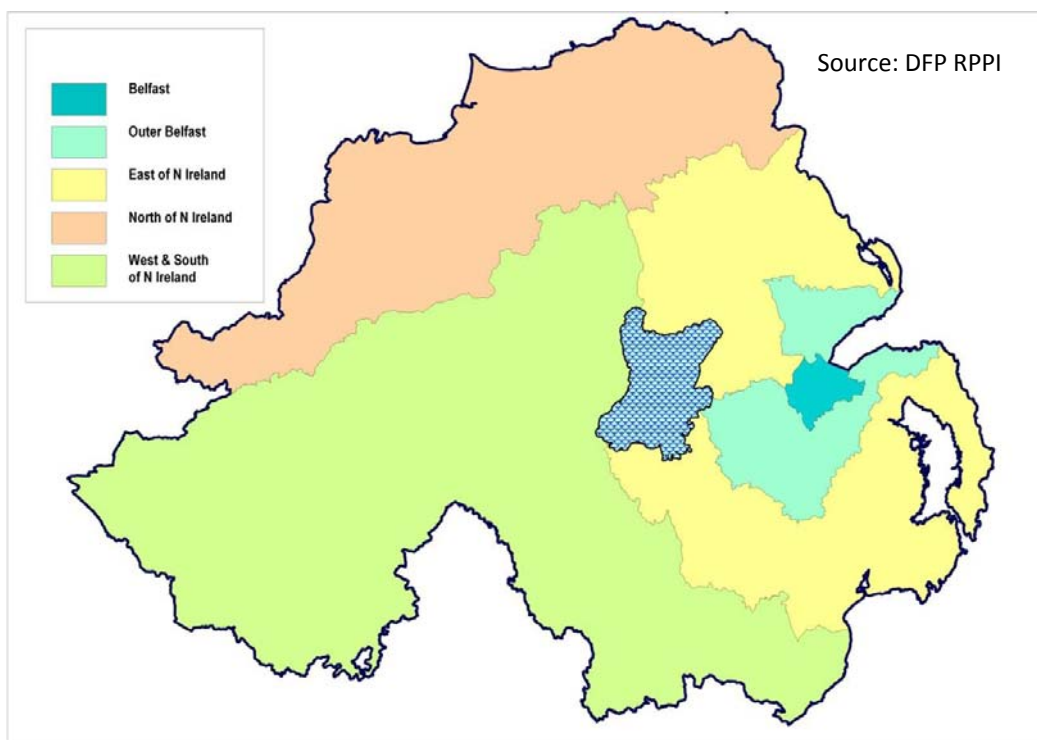 Source: DFP RPPI
Belfast
Outer Belfast
East of N Ireland
North of N Ireland
West & South
of N Ireland